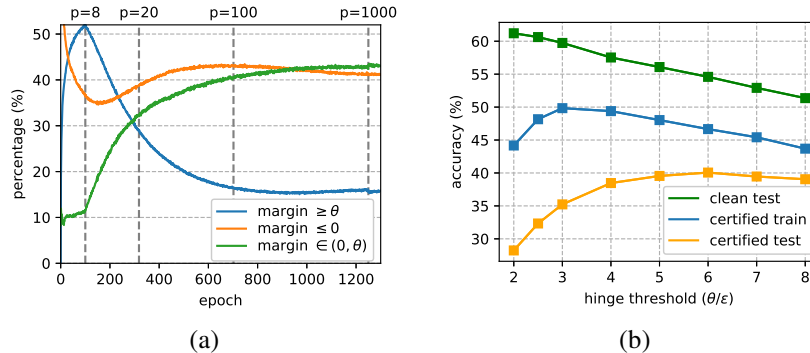 p=8 p=20 p=100 p=1000
50
40
30
20
10
0
percentage (%)
0 200 400 600 800 1000 1200
epoch
margin ≥ θ
margin ≤ 0
margin ∈ (0, θ)
(a)
60
55
50
45
40
35
30
accuracy (%)
2 3 4 5 6 7 8
hinge threshold (θ/ε)
clean test
certified train
certified test
(b)